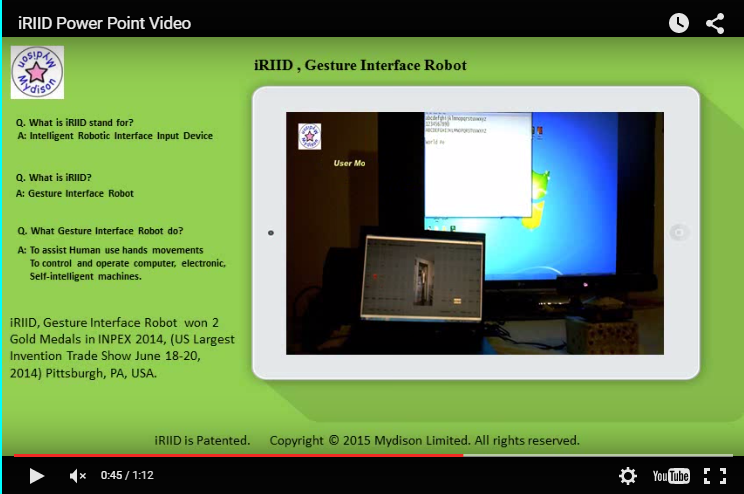 iRIID Power Point Video
Mydison
Mydison
iRIID , Gesture Interface Robot
Q. What is iRIID stand for?
A: Intelligent Robotic Interface Input Device
Q. What is iRIID?
A: Gesture Interface Robot
Q. What Gesture Interface Robot do?
A: To assist Human use hands movements
To control and operate computer, electronic,
Self-intelligent machines.
iRIID, Gesture Interface Robot won 2
Gold Medals in INPEX 2014, (US Largest
Invention Trade Show June 18-20,
2014) Pittsburgh, PA, USA.
User Mo
iRIID is Patented. Copyright © 2015 Mydison Limited. All rights reserved.
0:45 / 1:12
YouTube